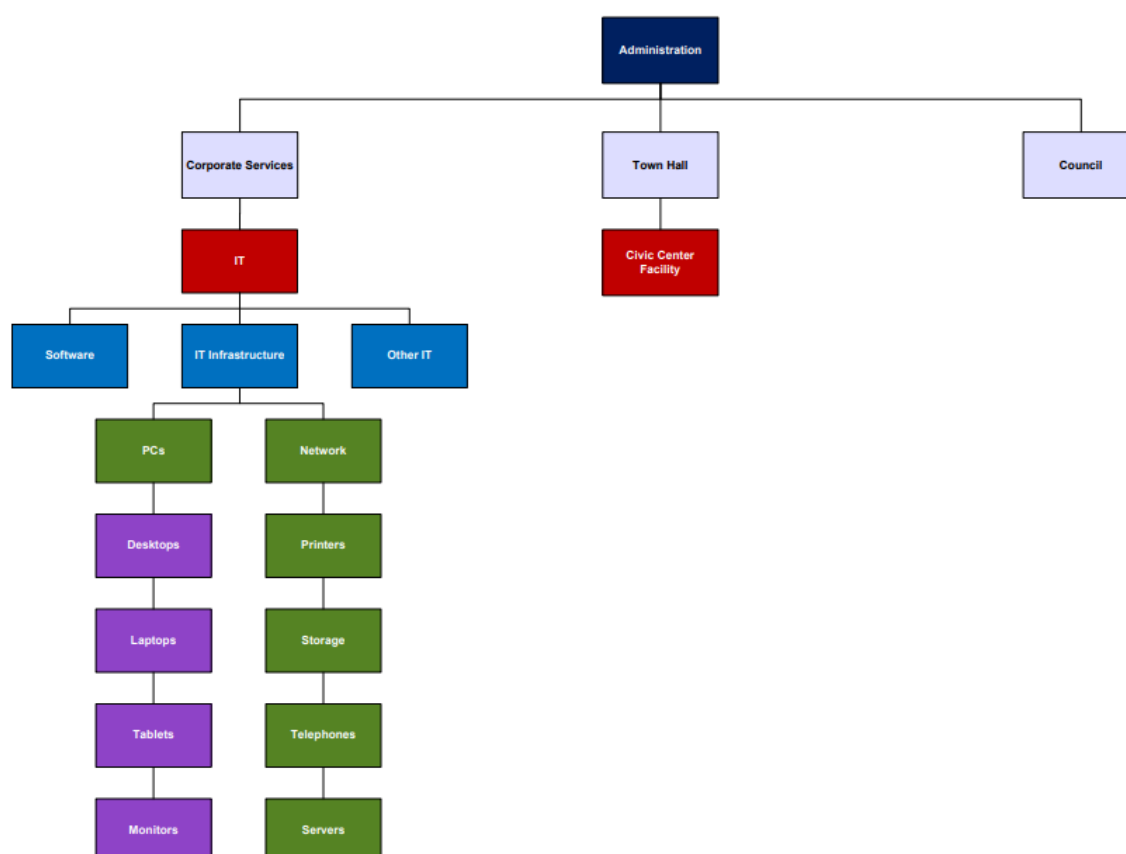 Administration
Corporate Services
Town Hall
Council
IT
Civic Center
Facility
Software
IT Infrastructure
Other IT
PCs
Network
Desktops
Printers
Laptops
Storage
Tablets
Telephones
Monitors
Servers